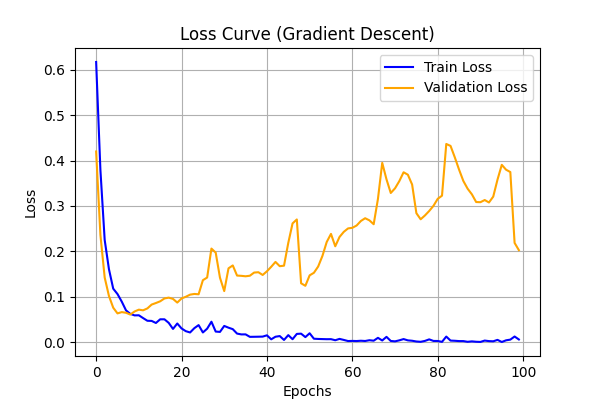 Loss Curve (Gradient Descent)
Train Loss
Validation Loss
0.6
0.5
0.4
0.3
0.2
0.1
0.0
Loss
0 20 40 60 80 100
Epochs